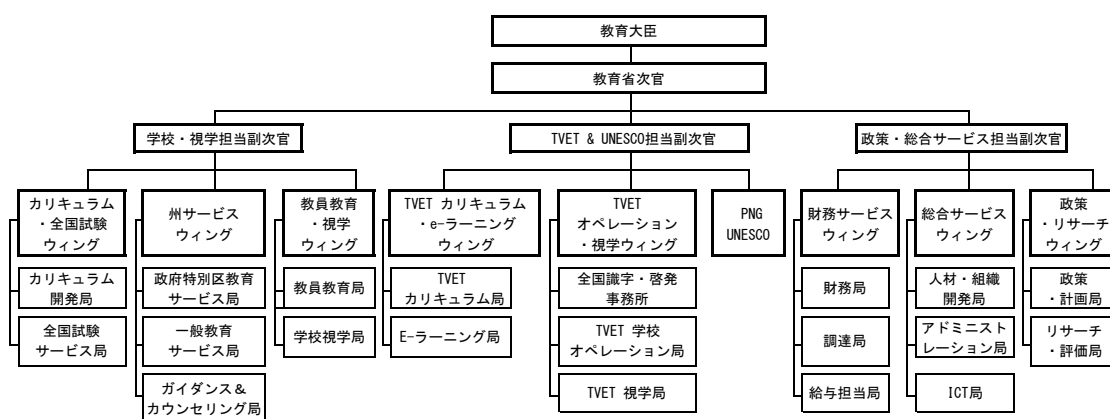 教育大臣
教育省次官
学校・視学担当副次官
TVET & UNESCO担当副次官
政策・総合サービス担当副次官
カリキュラム
・全国試験
ウィング
州サービス
ウィング
教員教育
・視学
ウィング
TVET カリキュラム
・e-ラーニング
ウィング
TVET
オペレーション
・視学ウィング
PNG
UNESCO
財務サービス
ウィング
総合サービス
ウィング
政策
・リサーチ
ウィング
カリキュラム
開発局
政府特別区教育
サービス局
教員教育局
TVET
カリキュラム局
全国識字・啓発
事務所
財務局
人材・組織
開発局
政策
・計画局
全国試験
サービス局
一般教育
サービス局
学校視学局
E-ラーニング局
TVET 学校
オペレーション局
調達局
アドミニスト
レーション局
リサーチ
・評価局
ガイダンス＆
カウンセリング局
TVET 視学局
給与担当局
ICT局